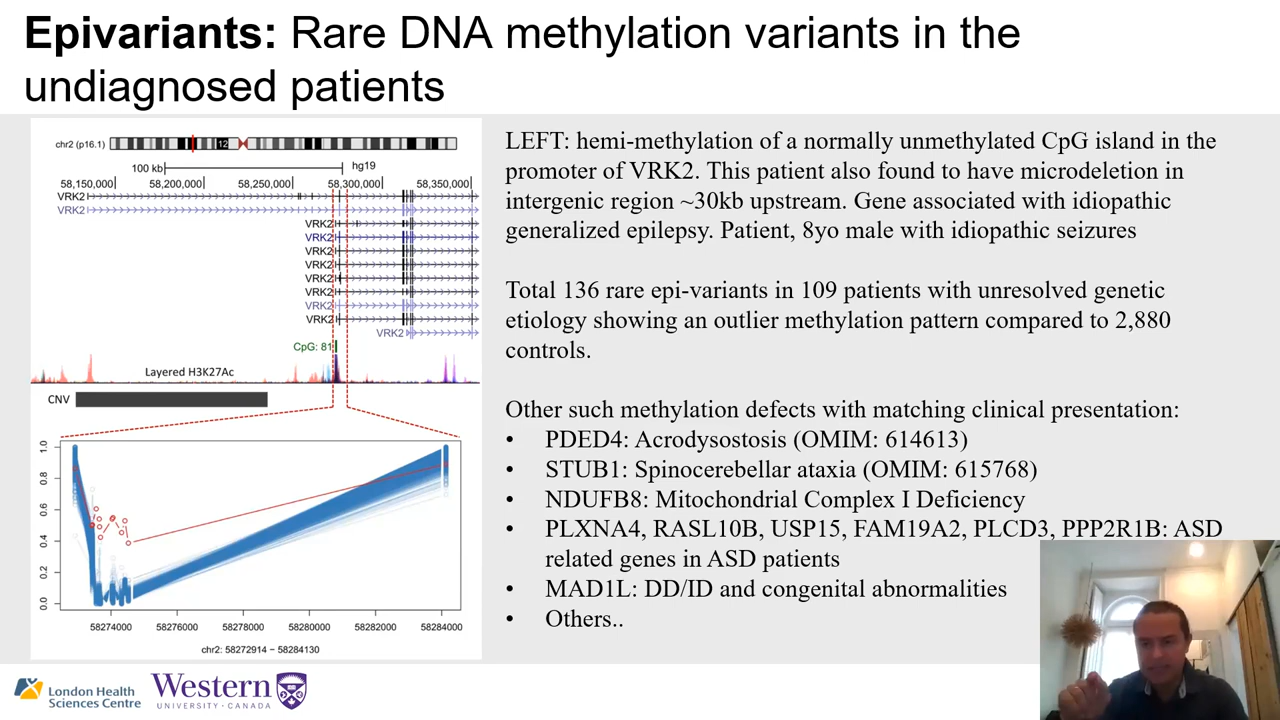 Epivariants: Rare DNA methylation variants in the
undiagnosed patients
chr2 (p16.1)
12
100 kb
hg19
58,150,000
58,200,000
58,250,000
58,300,000
58,350,000
VRK2
VRK2
VRK2
VRK2
VRK2
VRK2
VRK2
VRK2
VRK2
VRK2
VRK2
CpG: 81
Layered H3K27Ac
CNV
1.0
0.8
0.6
0.4
0.2
0.0
58274000
58276000
58278000
58280000
58282000
58284000
chr2: 58272914 − 58284130
LEFT: hemi-methylation of a normally unmethylated CpG island in the
promoter of VRK2. This patient also found to have microdeletion in
intergenic region ~30kb upstream. Gene associated with idiopathic
generalized epilepsy. Patient, 8yo male with idiopathic seizures
Total 136 rare epi-variants in 109 patients with unresolved genetic
etiology showing an outlier methylation pattern compared to 2,880
controls.
Other such methylation defects with matching clinical presentation:
• PDED4: Acrodysostosis (OMIM: 614613)
• STUB1: Spinocerebellar ataxia (OMIM: 615768)
• NDUFB8: Mitochondrial Complex I Deficiency
• PLXNA4, RASL10B, USP15, FAM19A2, PLCD3, PPP2R1B: ASD
related genes in ASD patients
• MAD1L: DD/ID and congenital abnormalities
• Others..
London Health
Sciences Centre
Western
UNIVERSITY · CANADA